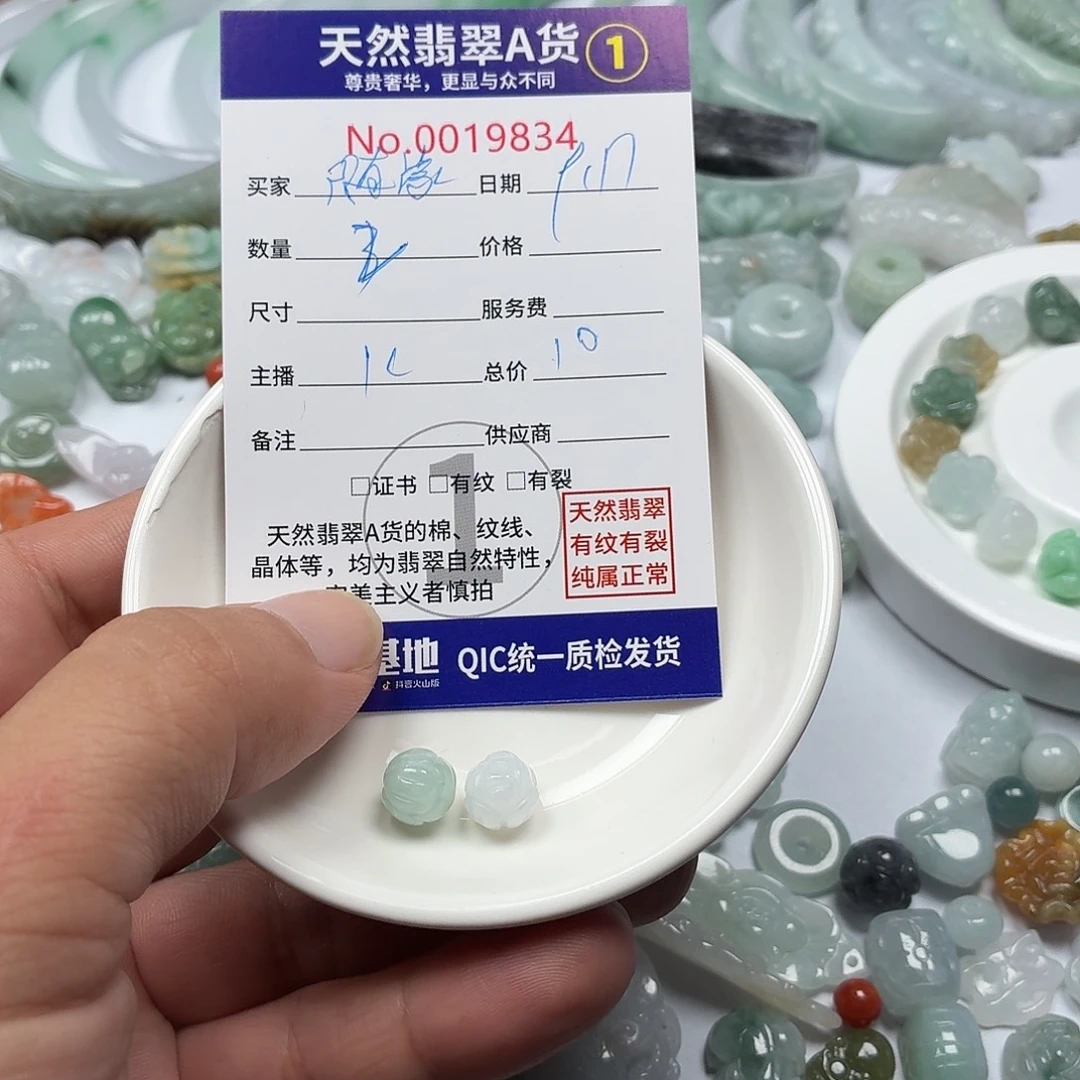 天然翡翠A货 1
尊贵奢华，更显与众不同
No.0019834
买家 随缘 日期
数量 价格
尺寸 服务费
主播 总价 10
备注 供应商
1
□证书 □有纹 □有裂
天然翡翠A货的棉、纹线、
晶体等，均为翡翠自然特性，
完美主义者慎拍
天然翡翠
有纹有裂
纯属正常
基地 QIC统一质检发货
抖音火山版